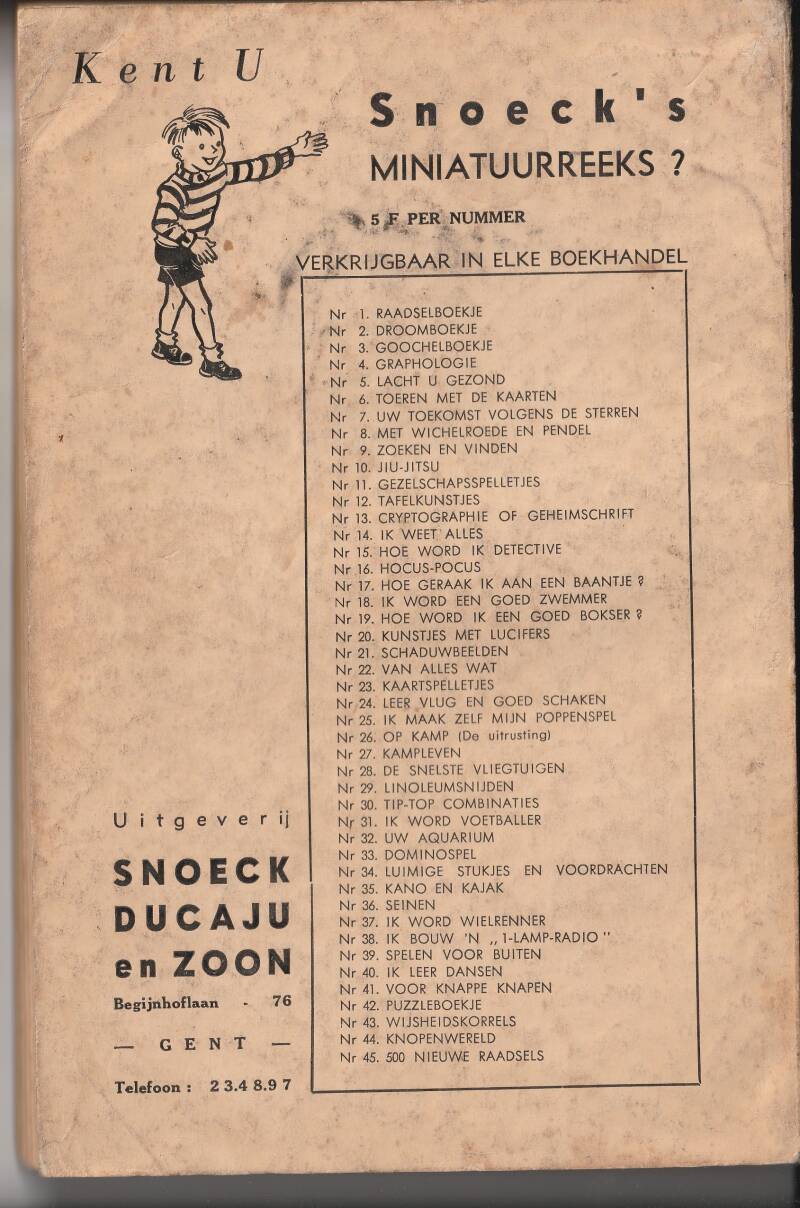 Kent U
Snoeck's
MINIATUURREEKS ?
5 F PER NUMMER
VERKRIJGBAAR IN ELKE BOEKHANDEL
Nr 1. RAADSELBOEKJE
Nr 2. DROOMBOEKJE
Nr 3. GOOCHELBOEKJE
Nr 4. GRAPHOLOGIE
Nr 5. LACHT U GEZOND
Nr 6. TOEREN MET DE KAARTEN
Nr 7. UW TOEKOMST VOLGENS DE STERREN
Nr 8. MET WICHELROEDE EN PENDEL
Nr 9. ZOEKEN EN VINDEN
Nr 10. JIU-JITSU
Nr 11. GEZELSCHAPSSPELLETJES
Nr 12. TAFELKUNSTJES
Nr 13. CRYPTOGRAPHIE OF GEHEIMSCHRIFT
Nr 14. IK WEET ALLES
Nr 15. HOE WORD IK DETECTIVE
Nr 16. HOCUS-POCUS
Nr 17. HOE GERAAK IK AAN EEN BAANTJE ?
Nr 18. IK WORD EEN GOED ZWEMMER
Nr 19. HOE WORD IK EEN GOED BOKSER ?
Nr 20. KUNSTJES MET LUCIFERS
Nr 21. SCHADUWBEELDEN
Nr 22. VAN ALLES WAT
Nr 23. KAARTSPELLETJES
Nr 24. LEER VLUG EN GOED SCHAKEN
Nr 25. IK MAAK ZELF MIJN POPPENSPEL
Nr 26. OP KAMP (De uitrusting)
Nr 27. KAMPLEVEN
Nr 28. DE SNELSTE VLIEGTUIGEN
Nr 29. LINOLEUMSNIJDEN
Nr 30. TIP-TOP COMBINATIES
Nr 31. IK WORD VOETBALLER
Nr 32. UW AQUARIUM
Nr 33. DOMINOSPEL
Nr 34. LUIMIGE STUKJES EN VOORDRACHTEN
Nr 35. KANO EN KAJAK
Nr 36. SEINEN
Nr 37. IK WORD WIELRENNER
Nr 38. IK BOUW 'N „1-LAMP-RADIO"
Nr 39. SPELEN VOOR BUITEN
Nr 40. IK LEER DANSEN
Nr 41. VOOR KNAPPE KNAPEN
Nr 42. PUZZLEBOEKJE
Nr 43. WIJSHEIDSKORRELS
Nr 44. KNOPENWERELD
Nr 45. 500 NIEUWE RAADSELS
Uitgeverij
SNOECK
DUCAJU
en ZOON
Begijnhoflaan - 76
— GENT —
Telefoon : 23.48.97